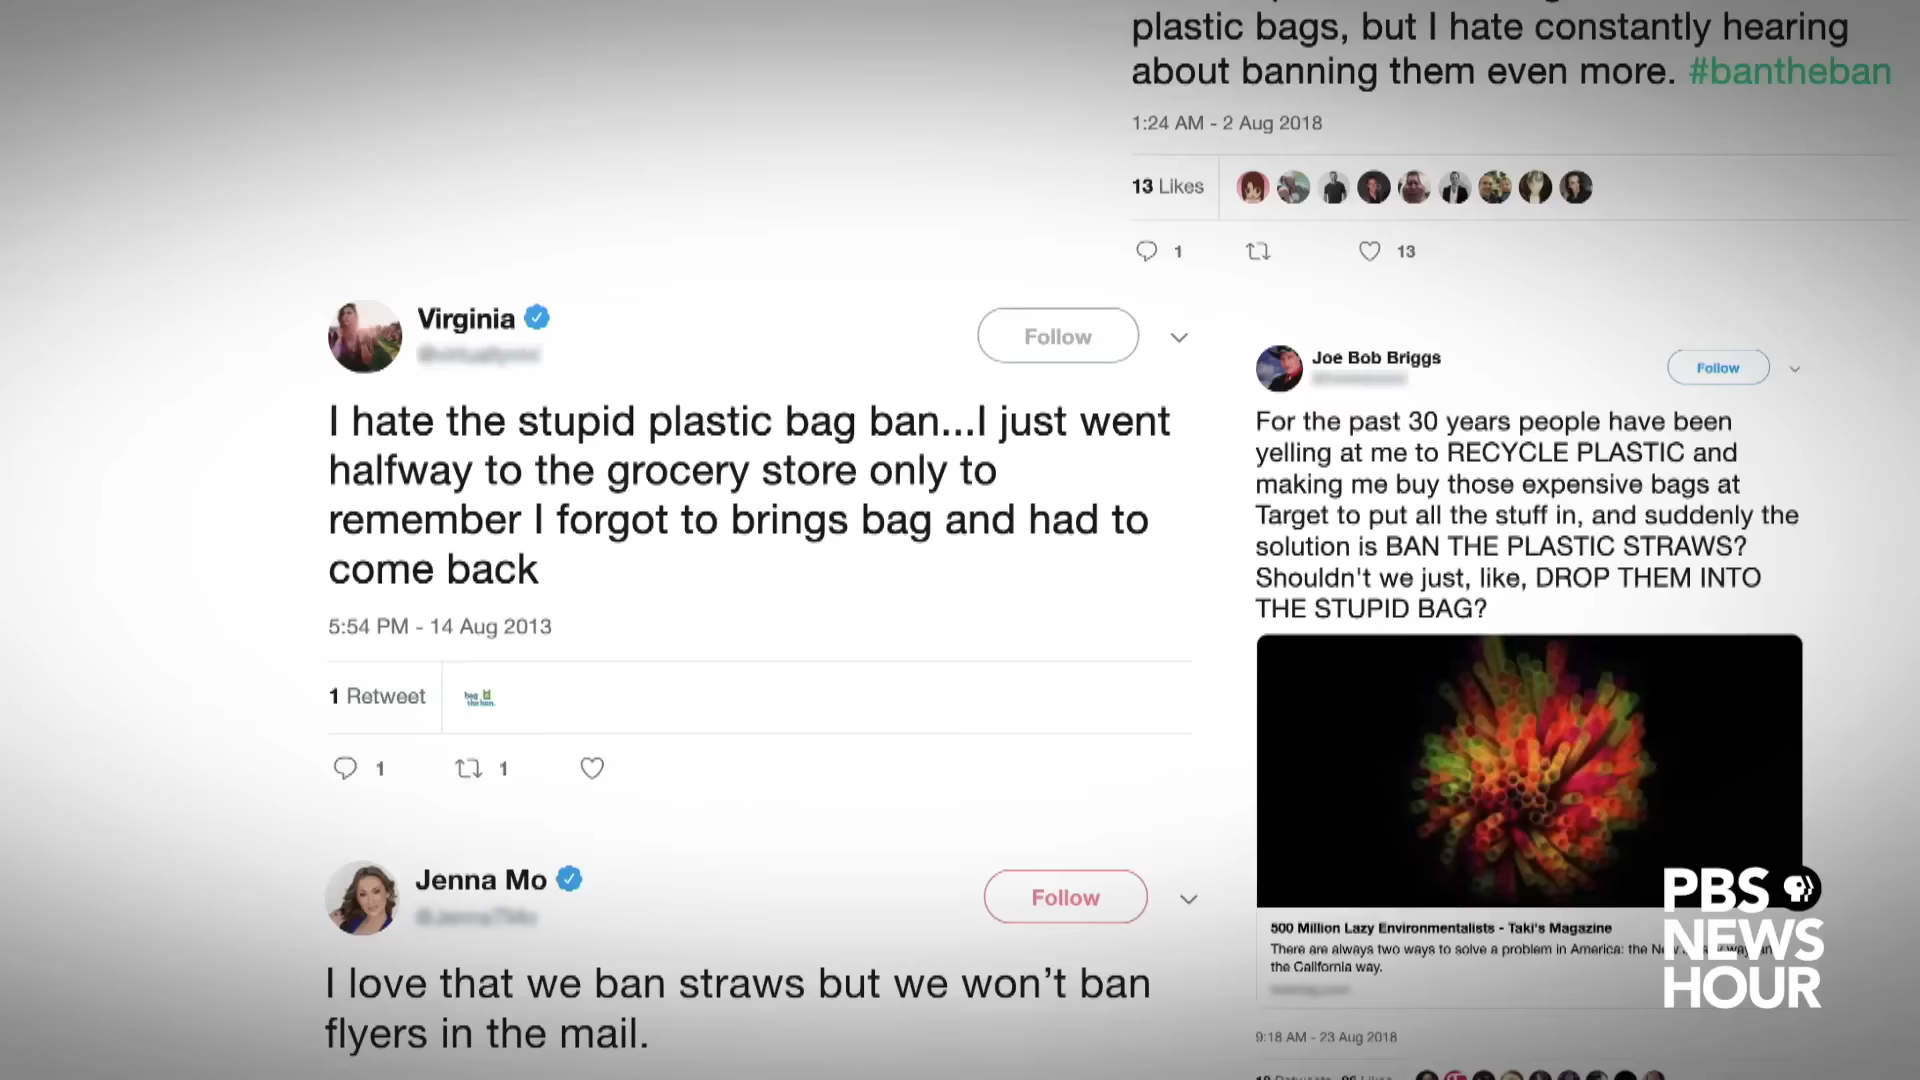 plastic bags, but I hate constantly hearing
about banning them even more. #bantheban
1:24 AM - 2 Aug 2018
13 Likes
1
13
Virginia
Follow
I hate the stupid plastic bag ban...I just went
halfway to the grocery store only to
remember I forgot to brings bag and had to
come back
5:54 PM - 14 Aug 2013
1 Retweet
bag
the ban.
1
1
Jenna Mo
Follow
I love that we ban straws but we won't ban
flyers in the mail.
Joe Bob Briggs
Follow
For the past 30 years people have been
yelling at me to RECYCLE PLASTIC and
making me buy those expensive bags at
Target to put all the stuff in, and suddenly the
solution is BAN THE PLASTIC STRAWS?
Shouldn't we just, like, DROP THEM INTO
THE STUPID BAG?
500 Million Lazy Environmentalists - Taki's Magazine
There are always two ways to solve a problem in America: the
the California way.
9:18 AM - 23 Aug 2018
PBS
NEWS
HOUR